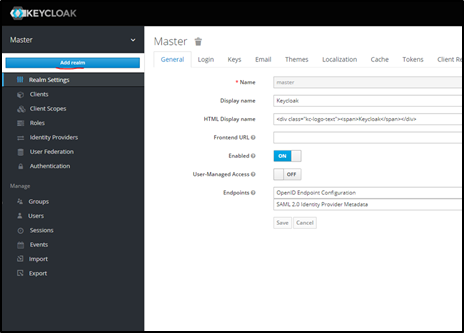 KEYCLOAK
Master
Add realm
Realm Settings
Clients
Client Scopes
Roles
Identity Providers
User Federation
Authentication
Manage
Groups
Users
Sessions
Events
Import
Export
Master
General Login Keys Email Themes Localization Cache Tokens Client Re
* Name master
Display name Keycloak
HTML Display name <div class="kc-logo-text"><span>Keycloak</span></div>
Frontend URL
Enabled ON
User-Managed Access OFF
Endpoints OpenID Endpoint Configuration
SAML 2.0 Identity Provider Metadata
Save Cancel